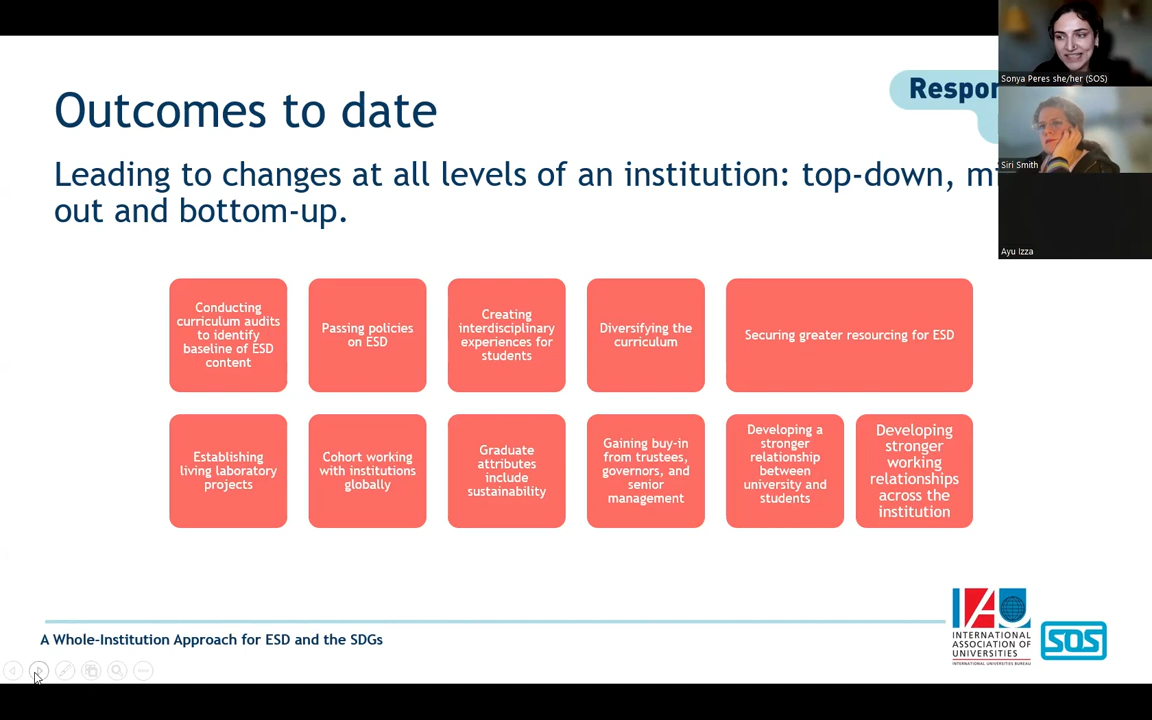 Sonya Peres she/her (SOS)
Respon
Outcomes to date
Siri Smith
Leading to changes at all levels of an institution: top-down, mi
out and bottom-up.
Ayu Izza
Conducting
curriculum audits
to identify
baseline of ESD
content
Passing policies
on ESD
Creating
interdisciplinary
experiences for
students
Diversifying the
curriculum
Securing greater resourcing for ESD
Establishing
living laboratory
projects
Cohort working
with institutions
globally
Graduate
attributes
include
sustainability
Gaining buy-in
from trustees,
governors, and
senior
management
Developing a
stronger
relationship
between
university and
students
Developing
stronger
working
relationships
across the
institution
A Whole-Institution Approach for ESD and the SDGs
IAU
INTERNATIONAL
ASSOCIATION OF
UNIVERSITIES
INTERNATIONAL UNIVERSITIES BUREAU
SOS